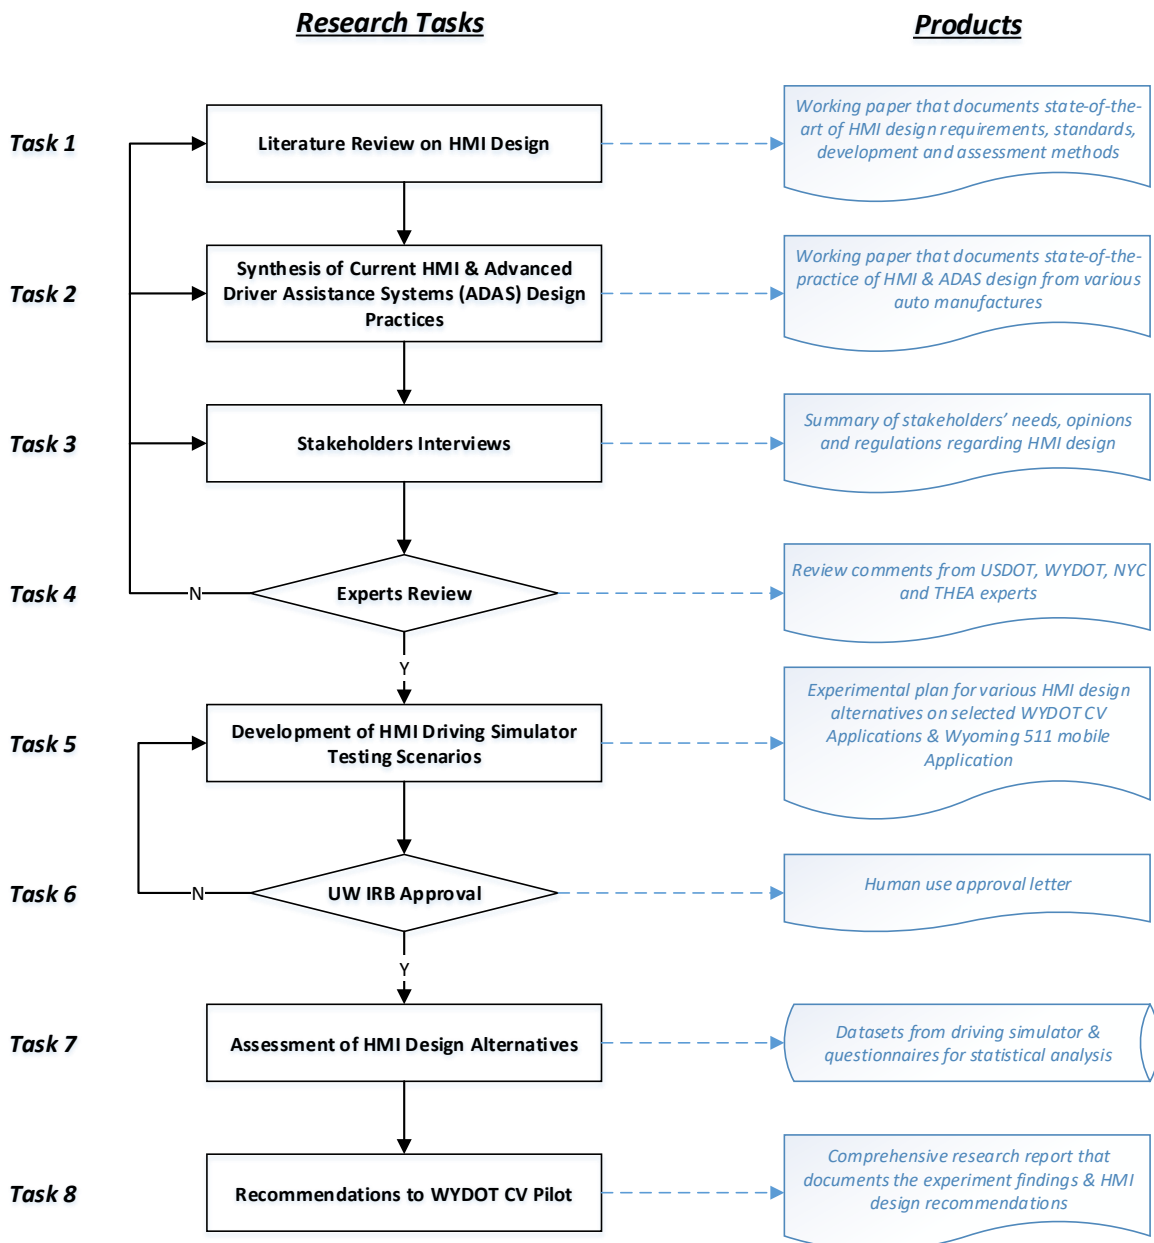 Research Tasks
Products
Task 1
Literature Review on HMI Design
Working paper that documents state-of-the-
art of HMI design requirements, standards,
development and assessment methods
Task 2
Synthesis of Current HMI & Advanced
Driver Assistance Systems (ADAS) Design
Practices
Working paper that documents state-of-the-
practice of HMI & ADAS design from various
auto manufactures
Task 3
Stakeholders Interviews
Summary of stakeholders’ needs, opinions
and regulations regarding HMI design
Task 4
N
Experts Review
Review comments from USDOT, WYDOT, NYC
and THEA experts
Y
Task 5
Development of HMI Driving Simulator
Testing Scenarios
Experimental plan for various HMI design
alternatives on selected WYDOT CV
Applications & Wyoming 511 mobile
Application
Task 6
N
UW IRB Approval
Human use approval letter
Y
Task 7
Assessment of HMI Design Alternatives
Datasets from driving simulator &
questionnaires for statistical analysis
Task 8
Recommendations to WYDOT CV Pilot
Comprehensive research report that
documents the experiment findings & HMI
design recommendations